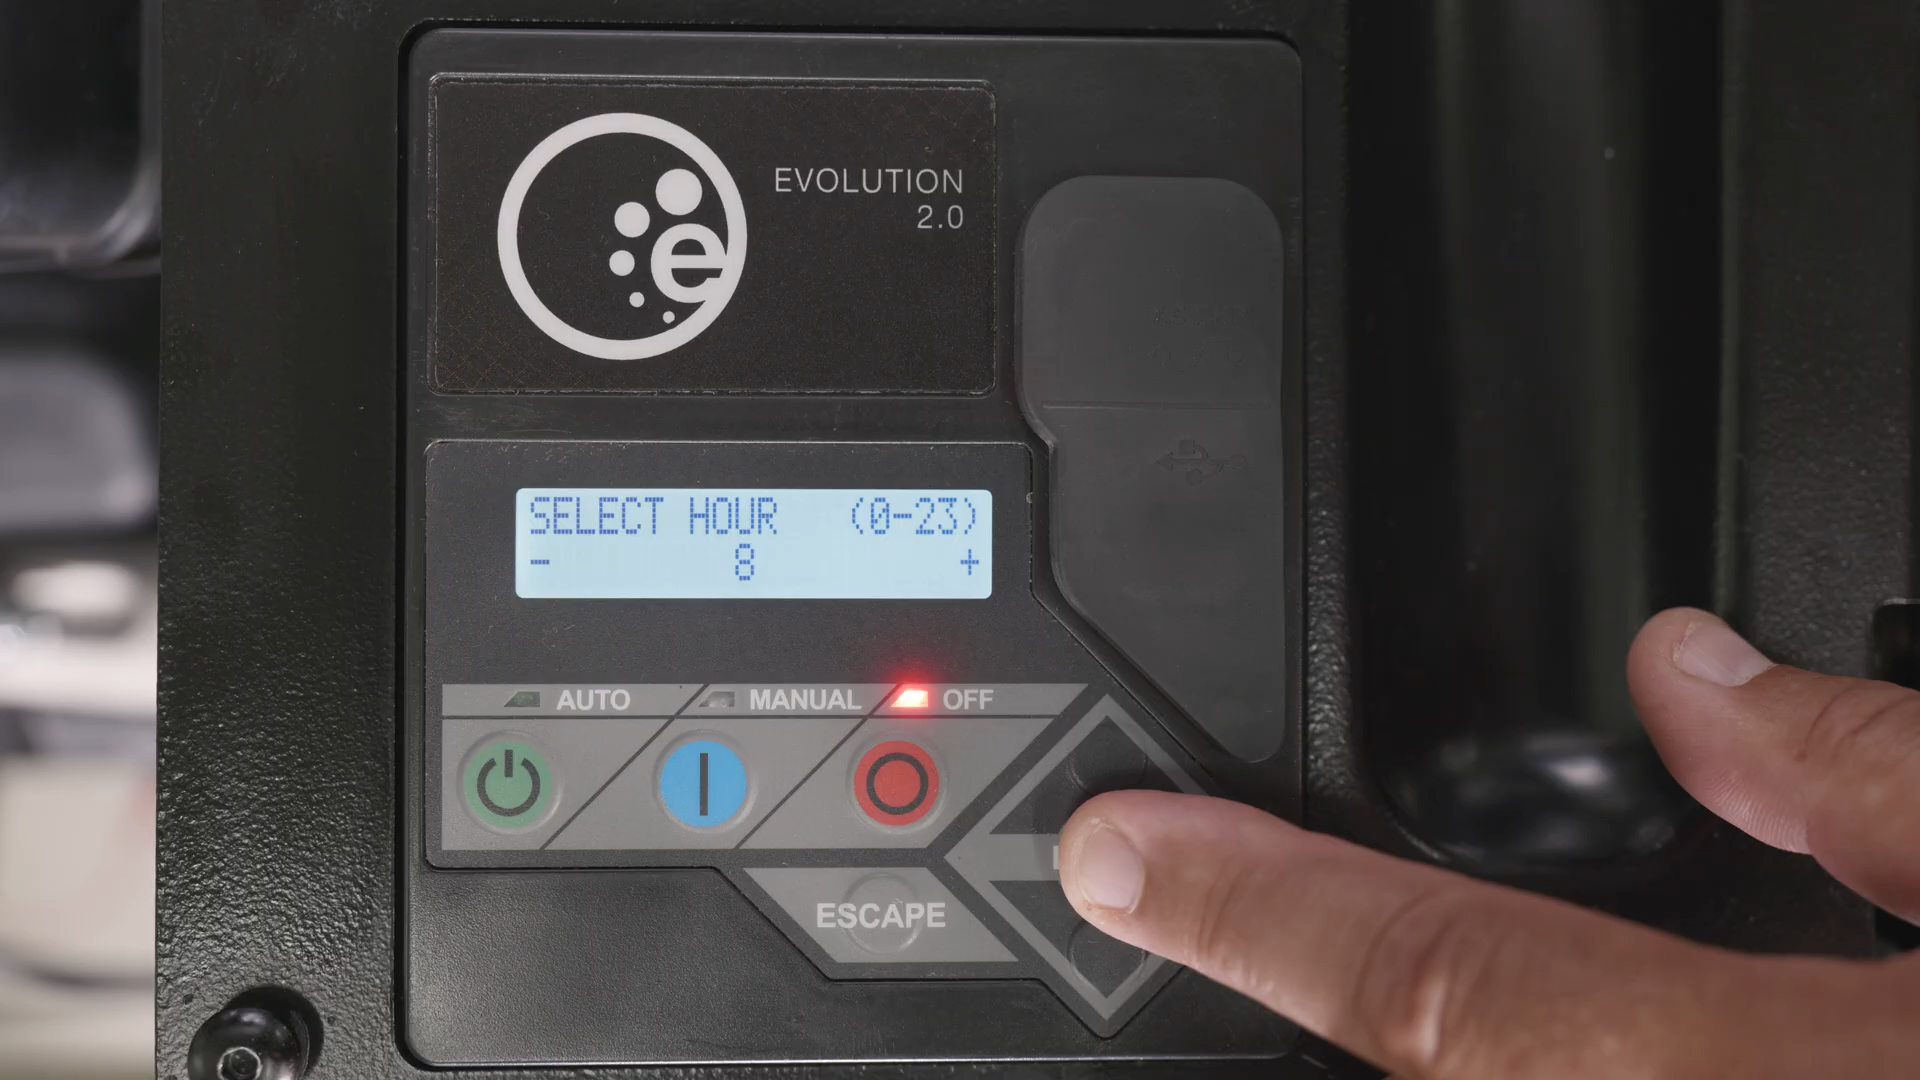 EVOLUTION
2.0
e
SELECT HOUR (0-23)
- 8 +
AUTO MANUAL OFF
ESCAPE